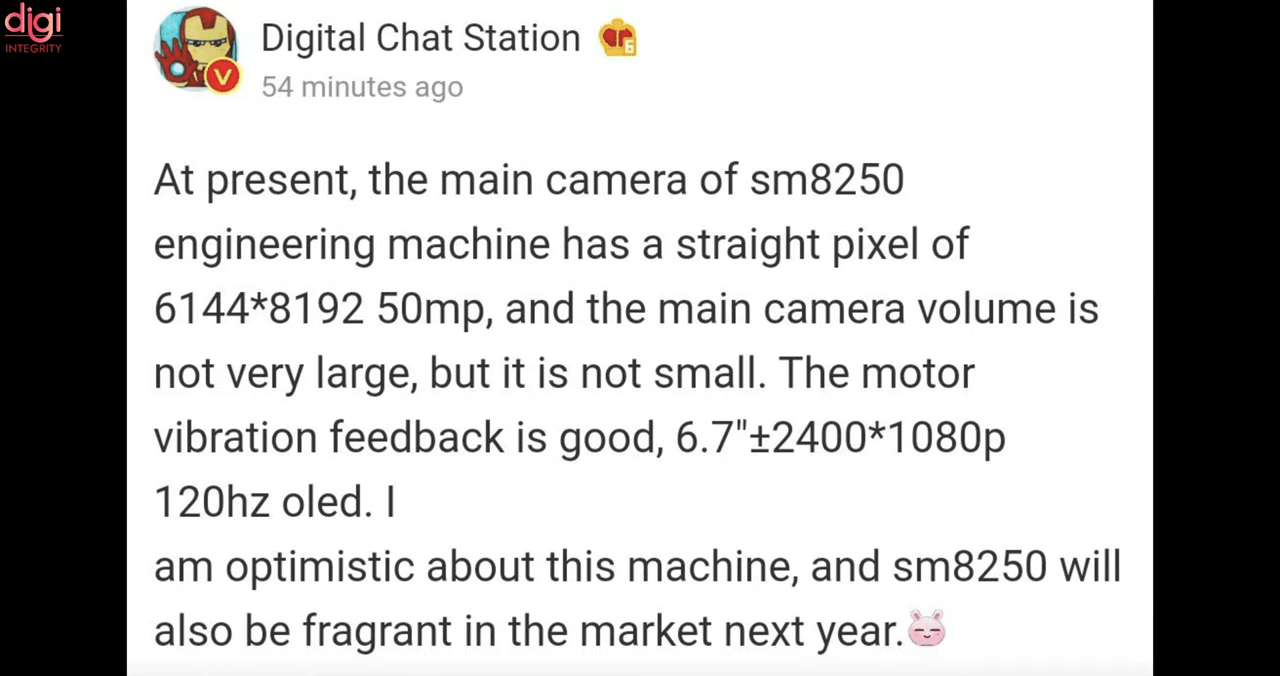 digi
INTEGRITY
Digital Chat Station
6
V
54 minutes ago
At present, the main camera of sm8250
engineering machine has a straight pixel of
6144*8192 50mp, and the main camera volume is
not very large, but it is not small. The motor
vibration feedback is good, 6.7"±2400*1080p
120hz oled. I
am optimistic about this machine, and sm8250 will
also be fragrant in the market next year.